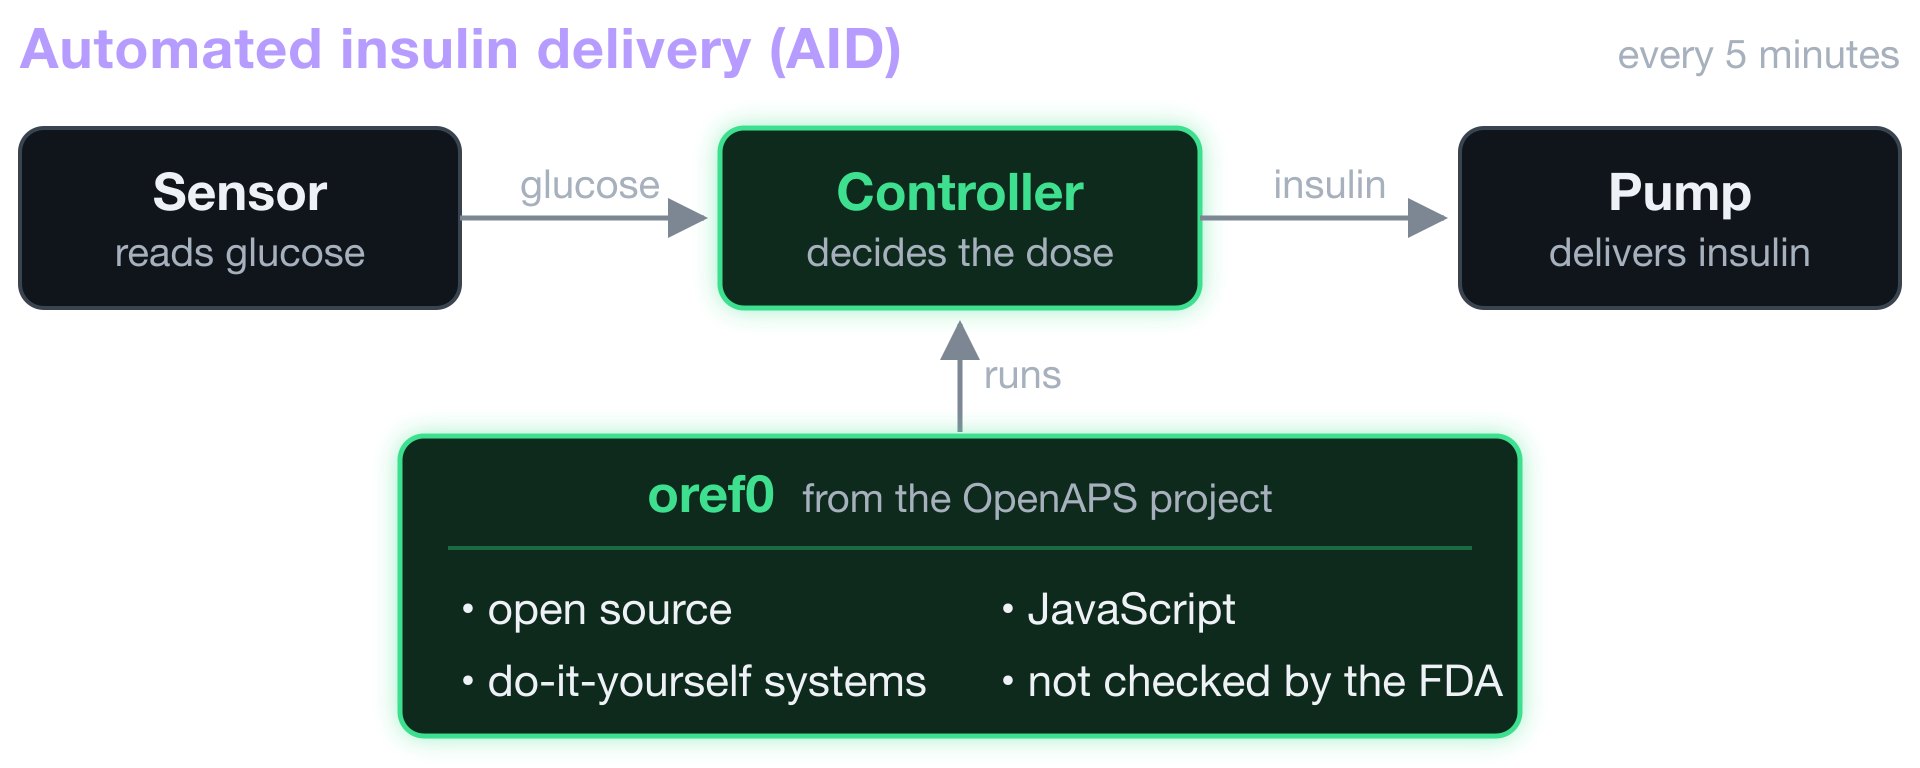 Automated insulin delivery (AID)
every 5 minutes
Sensor
reads glucose
glucose
Controller
decides the dose
insulin
Pump
delivers insulin
runs
oref0 from the OpenAPS project
• open source
• JavaScript
• do-it-yourself systems
• not checked by the FDA